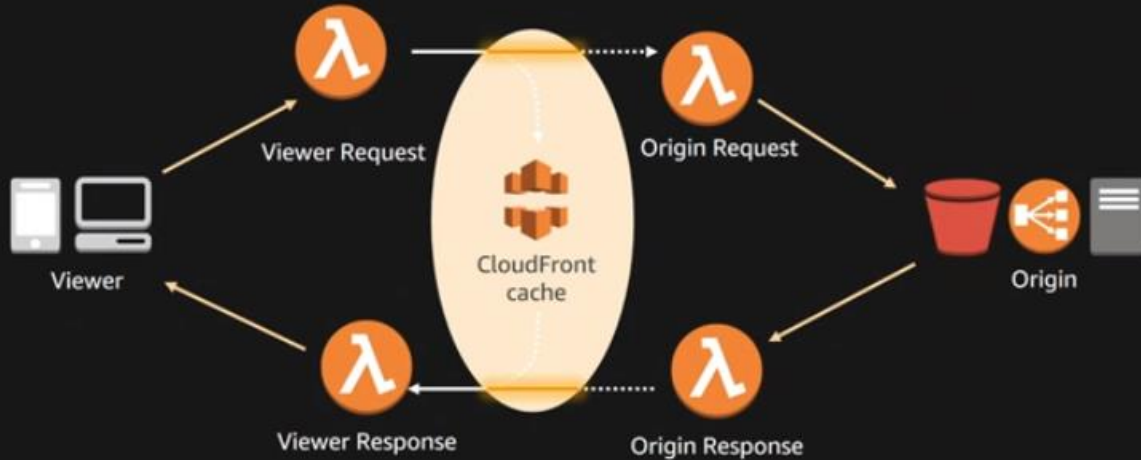 Viewer Request
Origin Request
Viewer
CloudFront
cache
Origin
Viewer Response
Origin Response